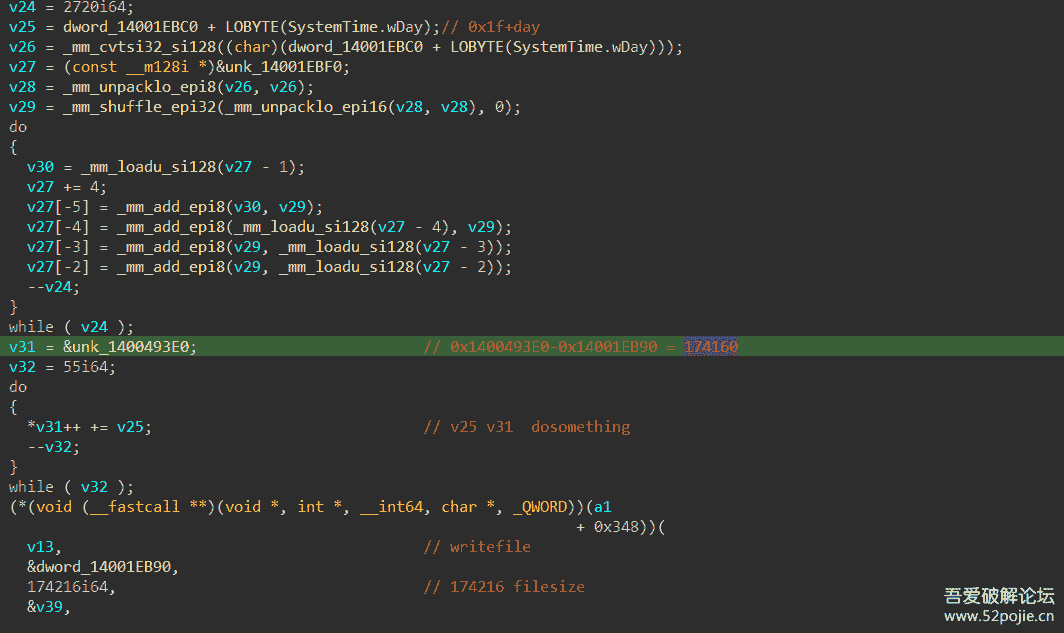 v24 = 2720i64;
v25 = dword_14001EBC0 + LOBYTE(SystemTime.wDay);// 0x1f+day
v26 = _mm_cvtsi32_si128((char)(dword_14001EBC0 + LOBYTE(SystemTime.wDay)));
v27 = (const __m128i *)&unk_14001EBF0;
v28 = _mm_unpacklo_epi8(v26, v26);
v29 = _mm_shuffle_epi32(_mm_unpacklo_epi16(v28, v28), 0);
do
{
  v30 = _mm_loadu_si128(v27 - 1);
  v27 += 4;
  v27[-5] = _mm_add_epi8(v30, v29);
  v27[-4] = _mm_add_epi8(_mm_loadu_si128(v27 - 4), v29);
  v27[-3] = _mm_add_epi8(v29, _mm_loadu_si128(v27 - 3));
  v27[-2] = _mm_add_epi8(v29, _mm_loadu_si128(v27 - 2));
  --v24;
}
while ( v24 );
v31 = &unk_1400493E0; // 0x1400493E0-0x14001EB90 = 174160
v32 = 55i64;
do
{
  *v31++ += v25; // v25 v31  dosomething
  --v32;
}
while ( v32 );
(*(void (__fastcall **)(void *, int *, __int64, char *, _QWORD))(a1
+ 0x348))(
  v13, // writefile
  &dword_14001EB90,
  174216i64, // 174216 filesize
  &v39,
吾爱破解论坛
www.52pojie.cn